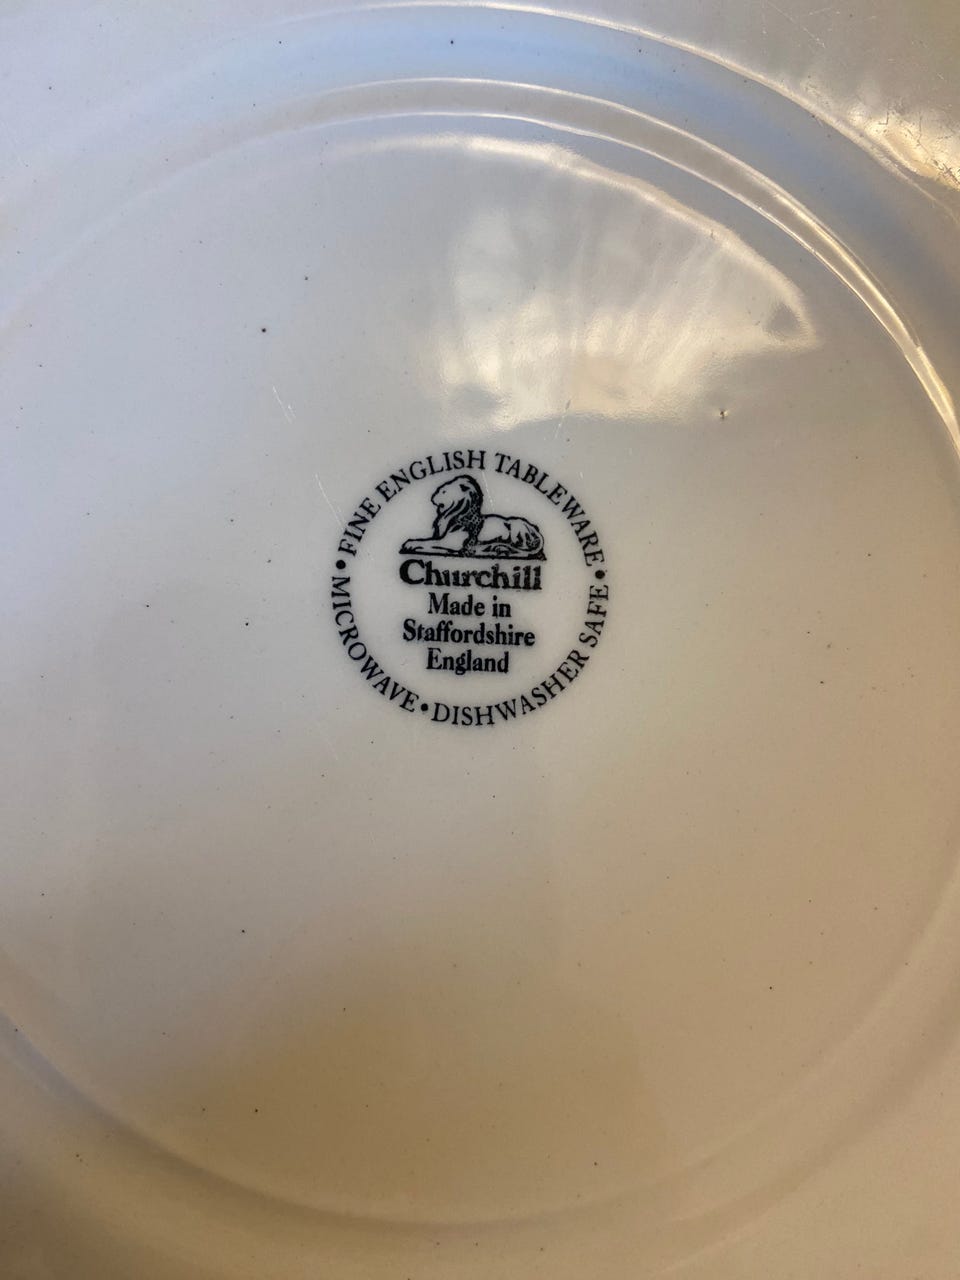 • FINE ENGLISH TABLEWARE •
Churchill
Made in
Staffordshire
England
MICROWAVE • DISHWASHER SAFE